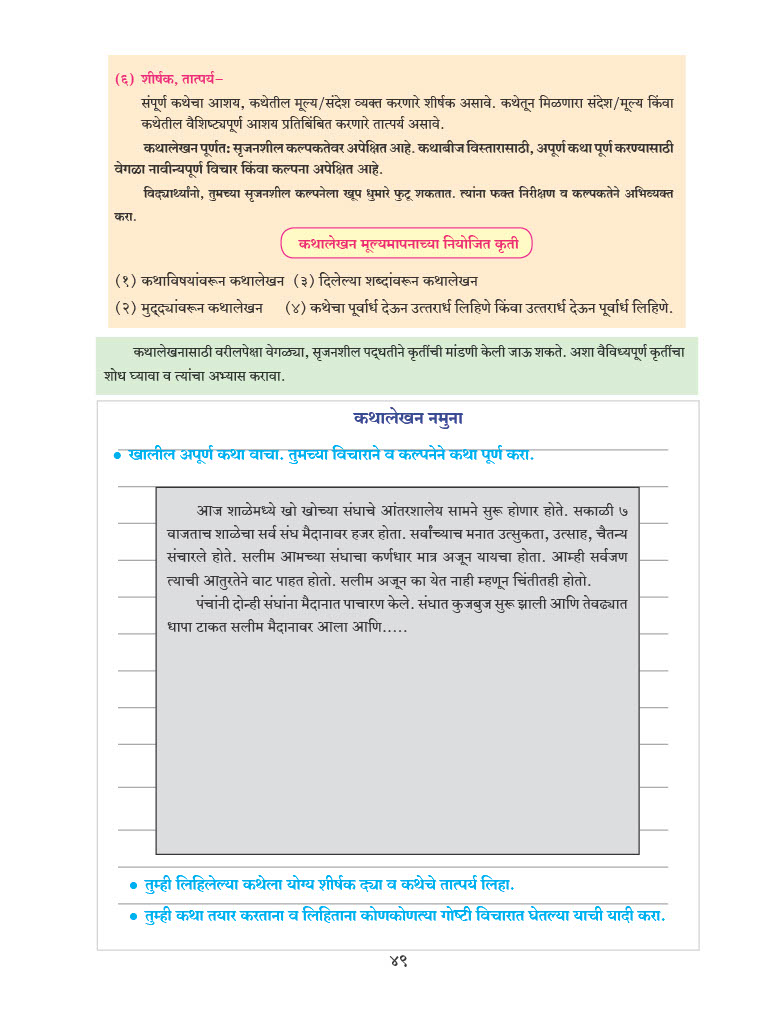 (६) शीर्षक, तात्पर्य–
संपूर्ण कथेचा आशय, कथेतील मूल्य/संदेश व्यक्त करणारे शीर्षक असावे. कथेतून मिळणारा संदेश/मूल्य किंवा
कथेतील वैशिष्ट्यपूर्ण आशय प्रतिबिंबित करणारे तात्पर्य असावे.
कथालेखन पूर्णत: सृजनशील कल्पकतेवर अपेक्षित आहे. कथाबीज विस्तारासाठी, अपूर्ण कथा पूर्ण करण्यासाठी
वेगळा नावीन्यपूर्ण विचार किंवा कल्पना अपेक्षित आहे.
विद्यार्थ्यांनो, तुमच्या सृजनशील कल्पनेला खूप धुमारे फुटू शकतात. त्यांना फक्त निरीक्षण व कल्पकतेने अभिव्यक्त
करा.
कथालेखन मूल्यमापनाच्या नियोजित कृती
(१) कथाविषयांवरून कथालेखन (३) दिलेल्या शब्दांवरून कथालेखन
(२) मुद्द्यांवरून कथालेखन (४) कथेचा पूर्वार्ध देऊन उत्तरार्ध लिहिणे किंवा उत्तरार्ध देऊन पूर्वार्ध लिहिणे.
कथालेखनासाठी वरीलपेक्षा वेगळ्या, सृजनशील पद्धतीने कृतींची मांडणी केली जाऊ शकते. अशा वैविध्यपूर्ण कृतींचा
शोध घ्यावा व त्यांचा अभ्यास करावा.
कथालेखन नमुना
• खालील अपूर्ण कथा वाचा. तुमच्या विचाराने व कल्पनेने कथा पूर्ण करा.
आज शाळेमध्ये खो खोच्या संघाचे आंतरशालेय सामने सुरू होणार होते. सकाळी ७
वाजताच शाळेचा सर्व संघ मैदानावर हजर होता. सर्वांच्याच मनात उत्सुकता, उत्साह, चैतन्य
संचारले होते. सलीम आमच्या संघाचा कर्णधार मात्र अजून यायचा होता. आम्ही सर्वजण
त्याची आतुरतेने वाट पाहत होतो. सलीम अजून का येत नाही म्हणून चिंतीतही होतो.
पंचांनी दोन्ही संघांना मैदानात पाचारण केले. संघात कुजबुज सुरू झाली आणि तेवढ्यात
धापा टाकत सलीम मैदानावर आला आणि.....
• तुम्ही लिहिलेल्या कथेला योग्य शीर्षक द्या व कथेचे तात्पर्य लिहा.
• तुम्ही कथा तयार करताना व लिहिताना कोणकोणत्या गोष्टी विचारात घेतल्या याची यादी करा.
४९